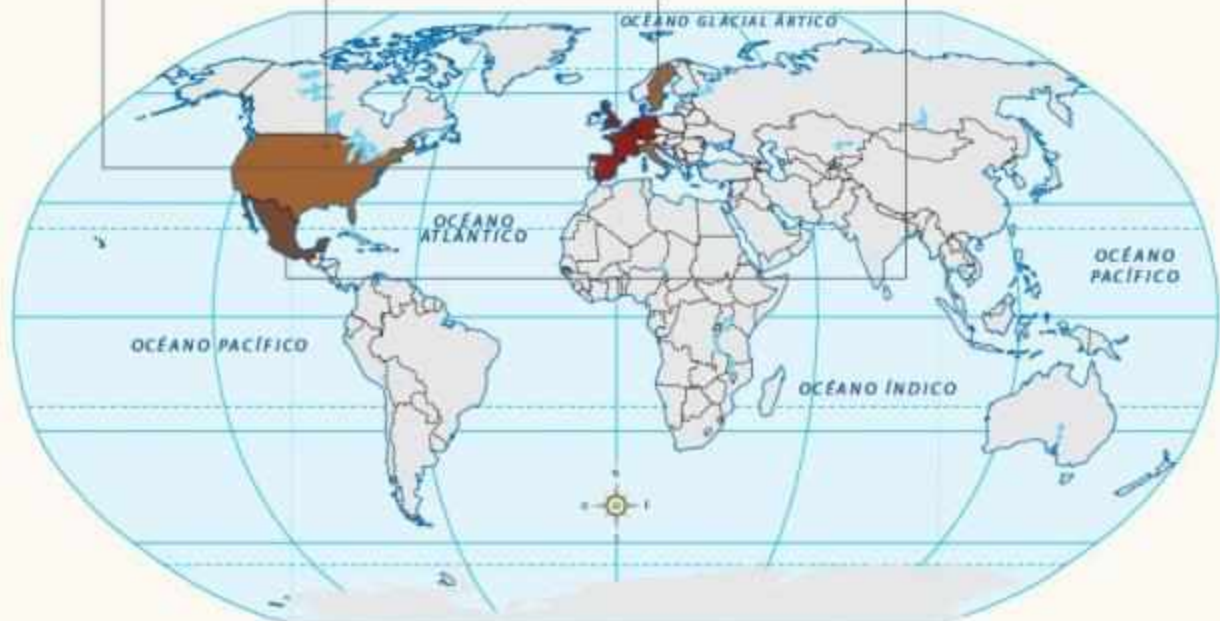 OCÉANO GLACIAL ÁRTICO
OCÉANO
ATLÁNTICO
OCÉANO
PACÍFICO
OCÉANO PACÍFICO
OCÉANO ÍNDICO